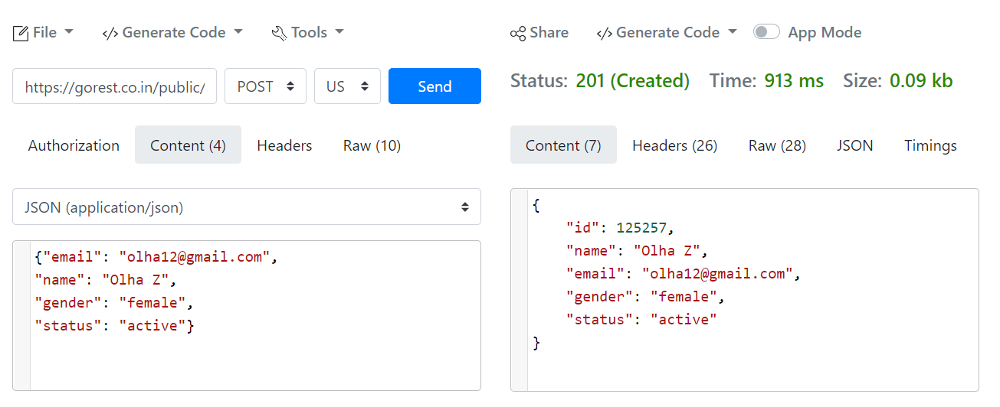 File Generate Code Tools
https://gorest.co.in/public/ POST US Send
Authorization Content (4) Headers Raw (10)
JSON (application/json)
{"email": "olha12@gmail.com",
"name": "Olha Z",
"gender": "female",
"status": "active"}
Share </> Generate Code App Mode
Status: 201 (Created) Time: 913 ms Size: 0.09 kb
Content (7) Headers (26) Raw (28) JSON Timings
{
"id": 125257,
"name": "Olha Z",
"email": "olha12@gmail.com",
"gender": "female",
"status": "active"
}